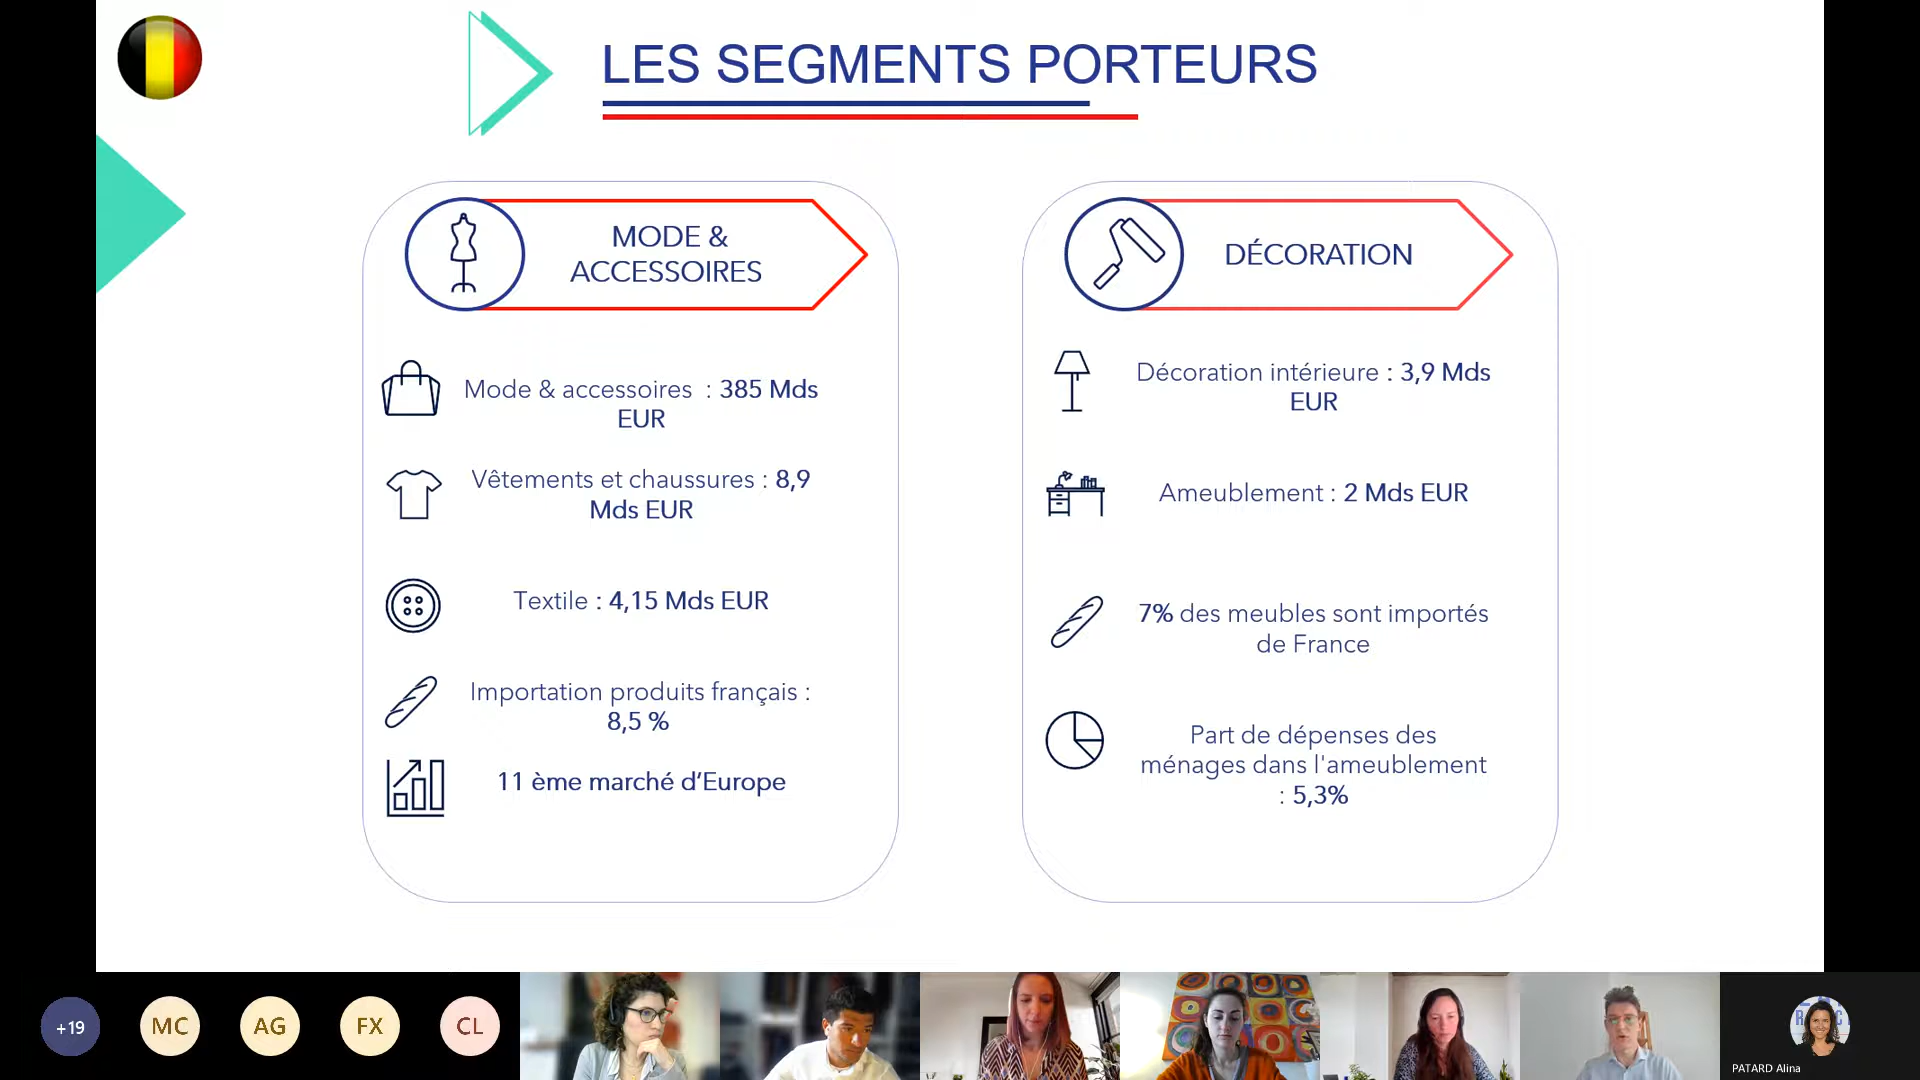 LES SEGMENTS PORTEURS
MODE &
ACCESSOIRES
Mode & accessoires : 385 Mds
EUR
Vêtements et chaussures : 8,9
Mds EUR
Textile : 4,15 Mds EUR
Importation produits français :
8,5 %
11 ème marché d’Europe
DÉCORATION
Décoration intérieure : 3,9 Mds
EUR
Ameublement : 2 Mds EUR
7% des meubles sont importés
de France
Part de dépenses des
ménages dans l'ameublement
: 5,3%
+19
MC
AG
FX
CL
PATARD Alina